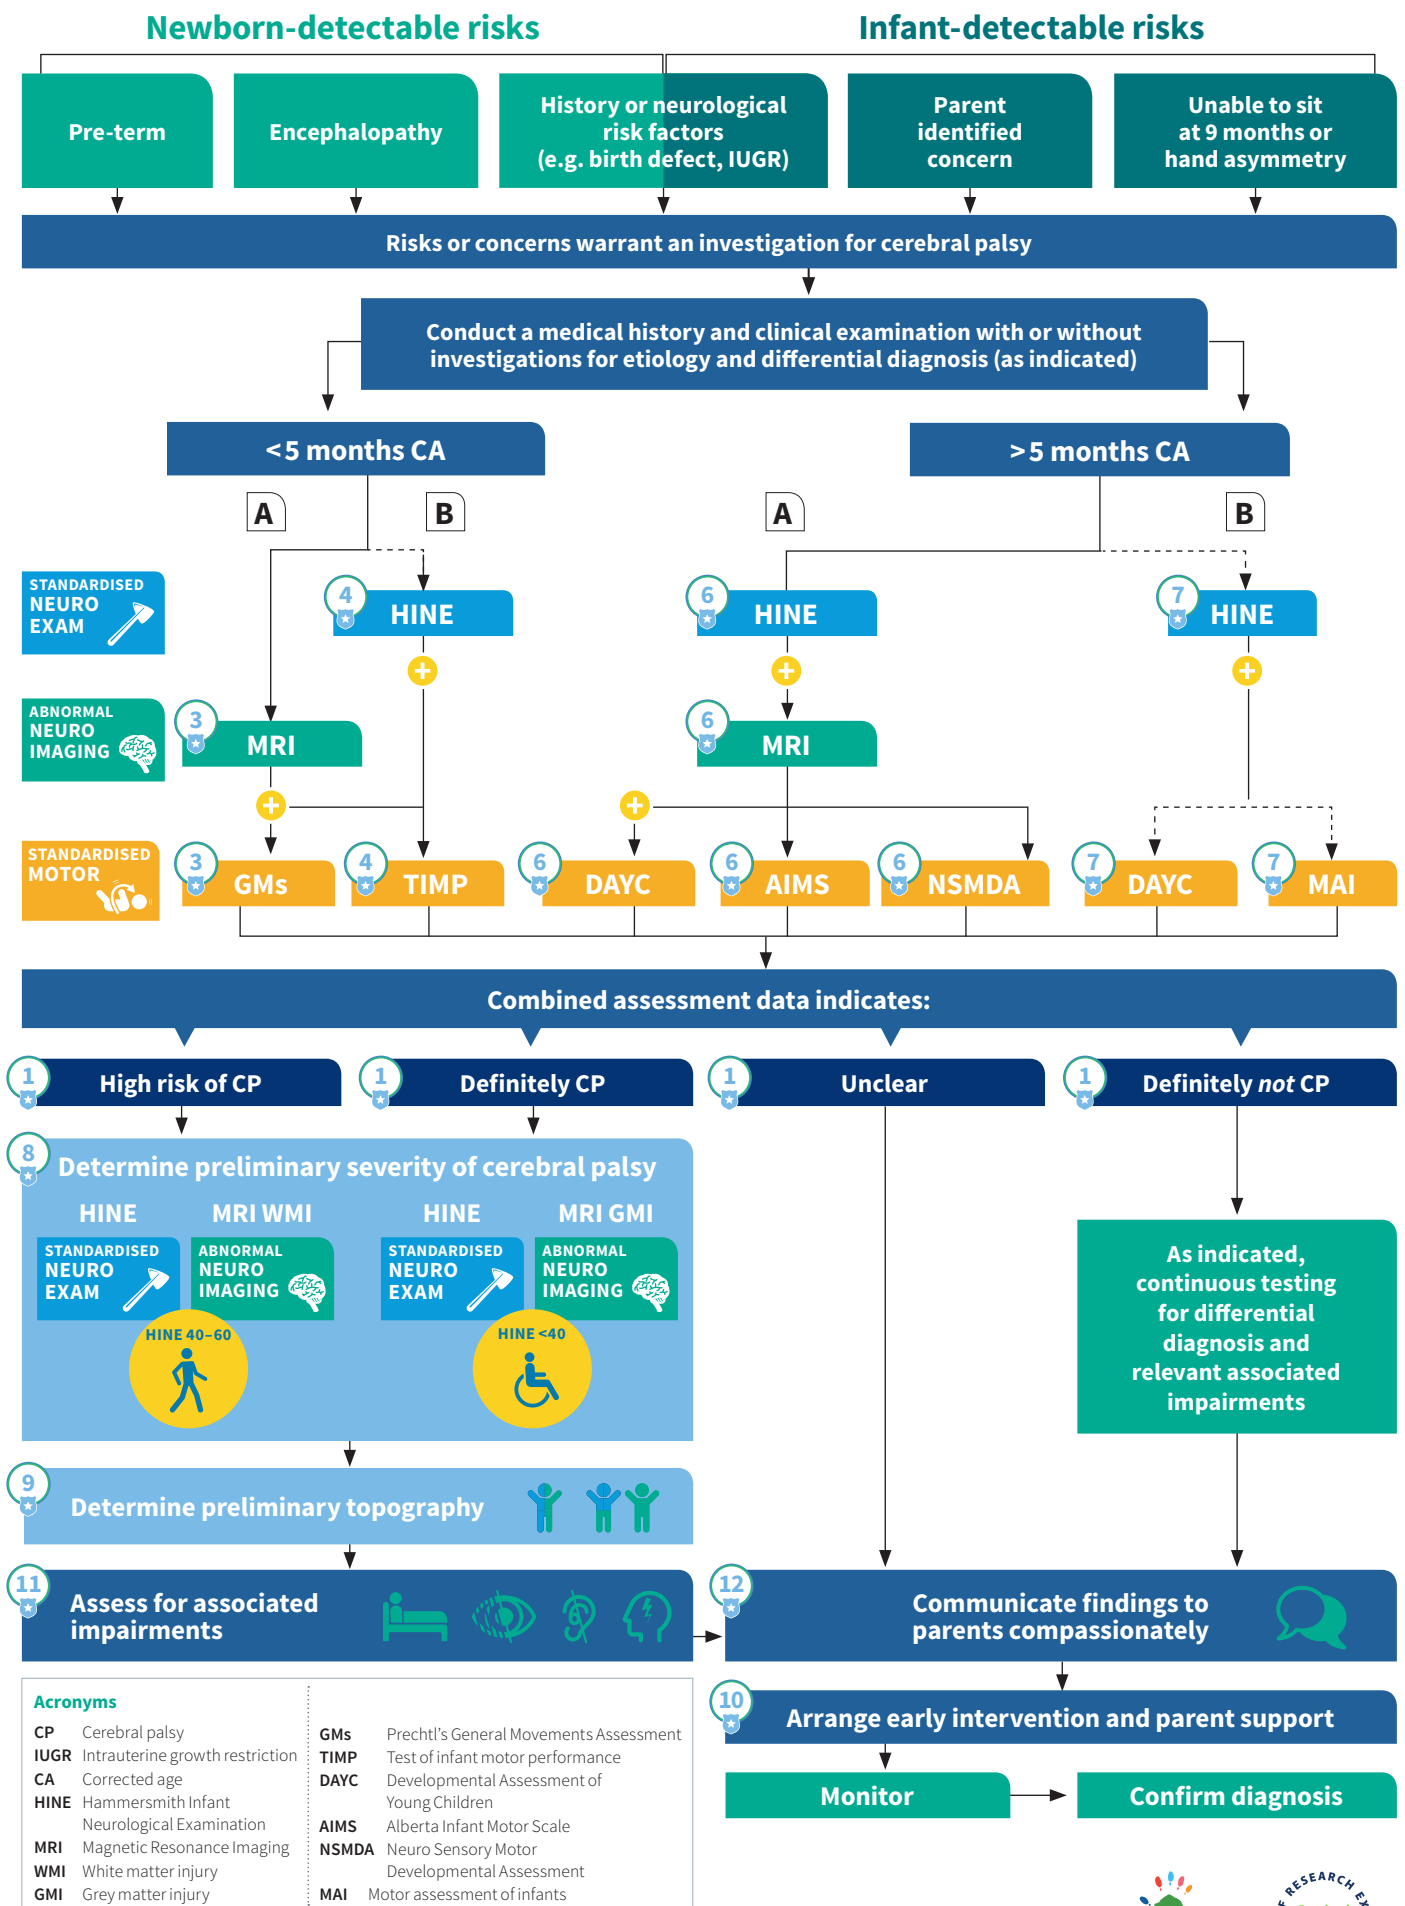 Newborn-detectable risks
Infant-detectable risks
Pre-term
Encephalopathy
History or neurological
risk factors
(e.g. birth defect, IUGR)
Parent
identified
concern
Unable to sit
at 9 months or
hand asymmetry
Risks or concerns warrant an investigation for cerebral palsy
Conduct a medical history and clinical examination with or without
investigations for etiology and differential diagnosis (as indicated)
<5 months CA
>5 months CA
A
B
A
B
STANDARDISED
NEURO
EXAM
4
HINE
6
HINE
7
HINE
+
+
+
ABNORMAL
NEURO
IMAGING
3
MRI
6
MRI
+
+
STANDARDISED
MOTOR
3
GMs
4
TIMP
6
DAYC
6
AIMS
6
NSMDA
7
DAYC
7
MAI
Combined assessment data indicates:
1
High risk of CP
1
Definitely CP
1
Unclear
1
Definitely not CP
8
Determine preliminary severity of cerebral palsy
HINE
MRI WMI
HINE
MRI GMI
STANDARDISED
NEURO
EXAM
ABNORMAL
NEURO
IMAGING
STANDARDISED
NEURO
EXAM
ABNORMAL
NEURO
IMAGING
HINE 40–60
HINE <40
As indicated,
continuous testing
for differential
diagnosis and
relevant associated
impairments
9
Determine preliminary topography
11
Assess for associated
impairments
12
Communicate findings to
parents compassionately
10
Arrange early intervention and parent support
Monitor
Confirm diagnosis
Acronyms
CP Cerebral palsy
IUGR Intrauterine growth restriction
CA Corrected age
HINE Hammersmith Infant
Neurological Examination
MRI Magnetic Resonance Imaging
WMI White matter injury
GMI Grey matter injury
GMs Prechtl's General Movements Assessment
TIMP Test of infant motor performance
DAYC Developmental Assessment of
Young Children
AIMS Alberta Infant Motor Scale
NSMDA Neuro Sensory Motor
Developmental Assessment
MAI Motor assessment of infants
RESEARCH